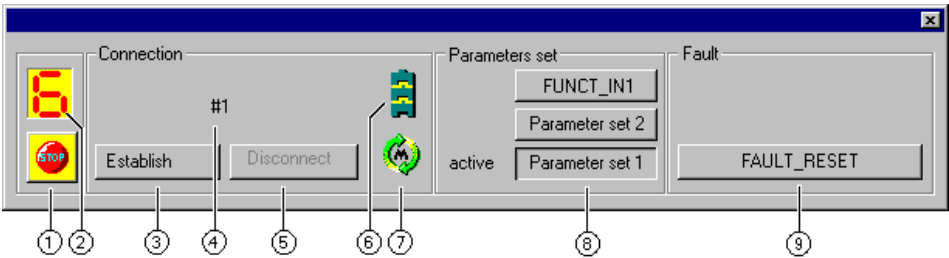 Connection
Parameters set
Fault
6
#1
FUNCT_IN1
Parameter set 2
STOP
Establish
Disconnect
M
active
Parameter set 1
FAULT_RESET
1
2
3
4
5
6
7
8
9